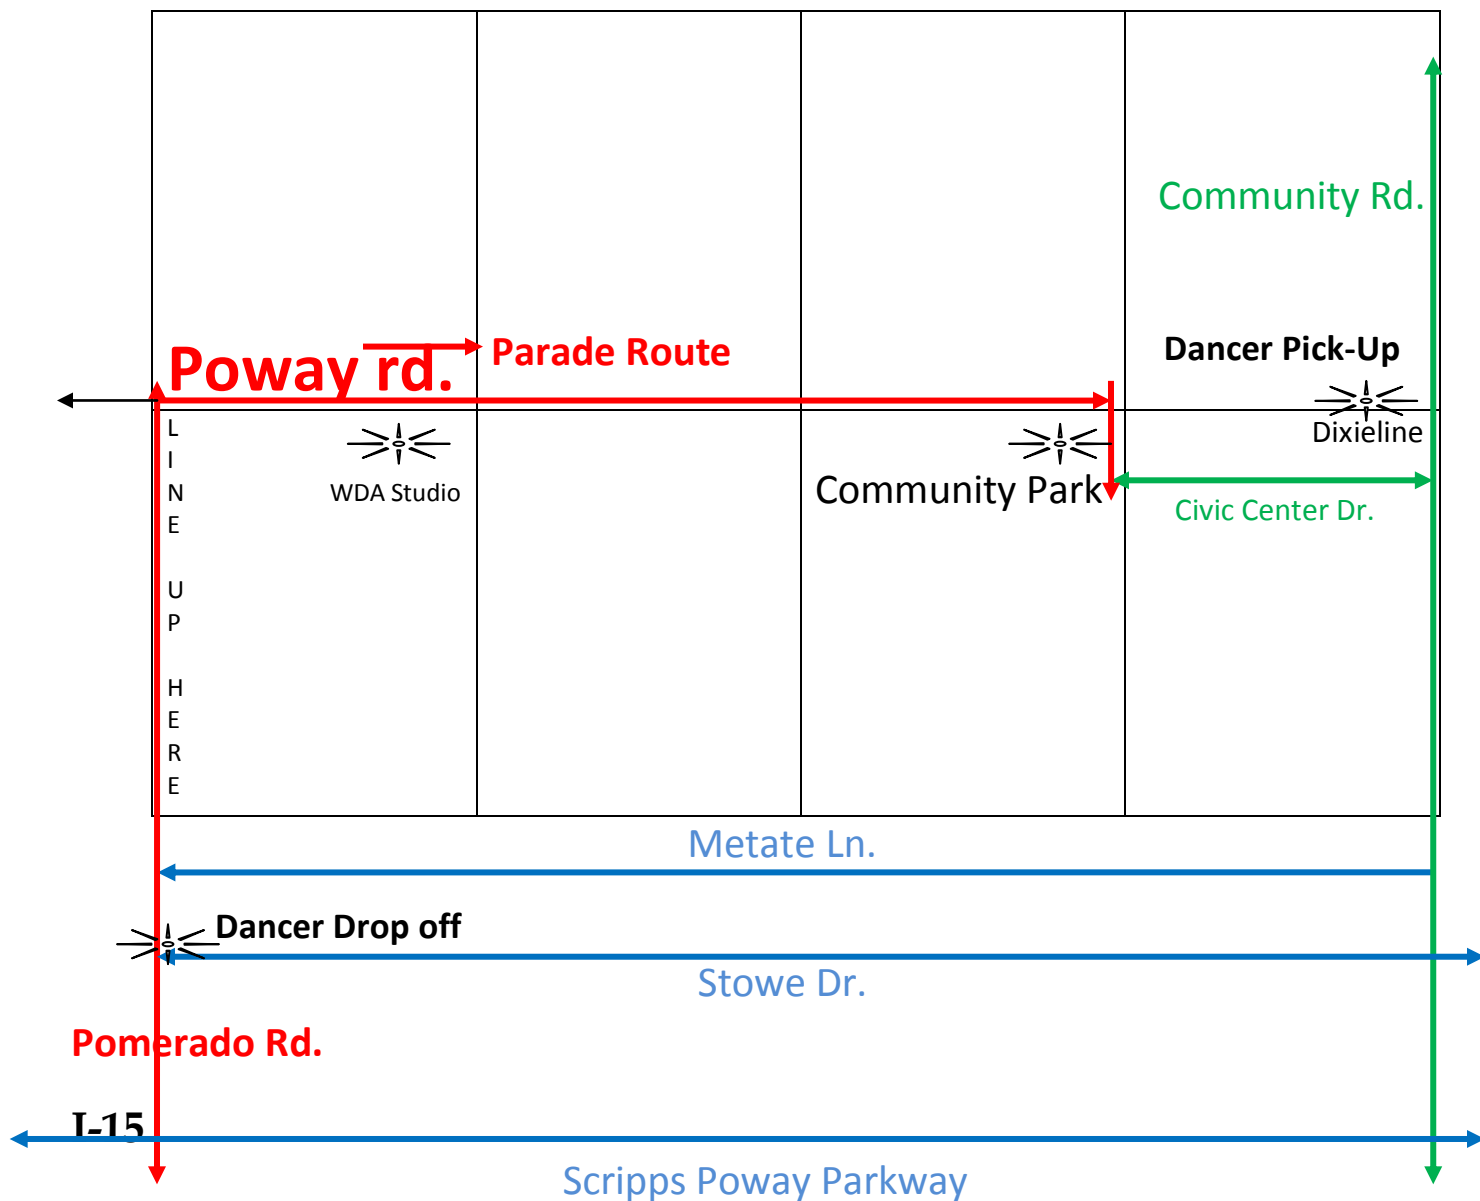 Community Rd.
Poway rd.
Parade Route
Dancer Pick-Up
L
I
N
E
U
P
H
E
R
E
WDA Studio
Community Park
Dixieline
Civic Center Dr.
Metate Ln.
Dancer Drop off
Stowe Dr.
Pomerado Rd.
I-15
Scripps Poway Parkway